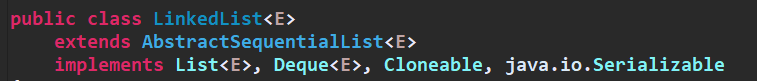 public class LinkedList<E>
extends AbstractSequentialList<E>
implements List<E>, Deque<E>, Cloneable, java.io.Serializable